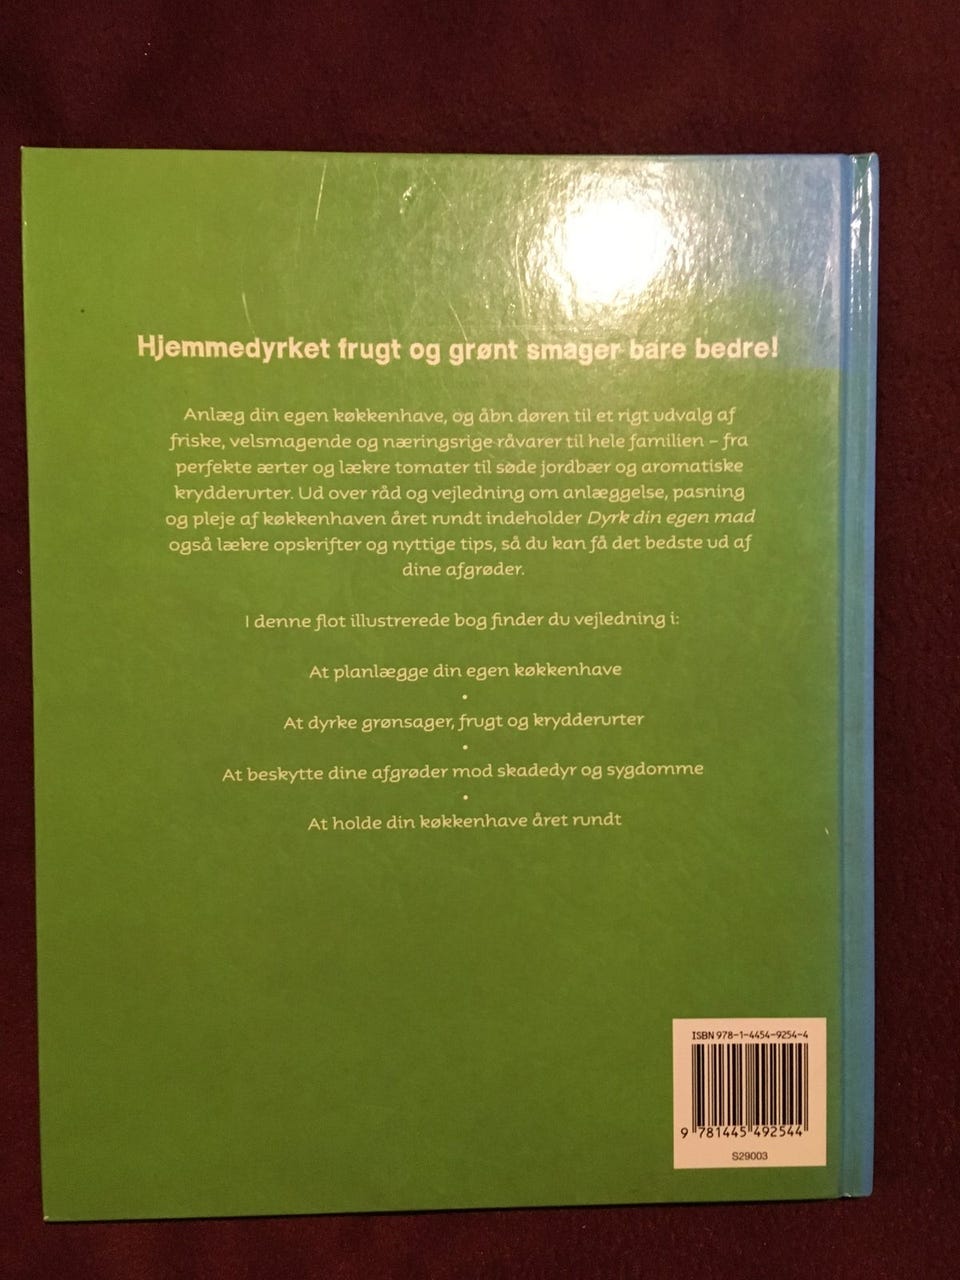 Hjemmedyrket frugt og grønt smager bare bedre!
Anlæg din egen køkkenhave, og åbn døren til et rigt udvalg af
friske, velsmagende og næringsrige råvarer til hele familien – fra
perfekte ærter og lækre tomater til søde jordbær og aromatiske
krydderurter. Ud over råd og vejledning om anlæggelse, pasning
og pleje af køkkenhaven året rundt indeholder Dyrk din egen mad
også lækre opskrifter og nyttige tips, så du kan få det bedste ud af
dine afgrøder.
I denne flot illustrerede bog finder du vejledning i:
At planlægge din egen køkkenhave
•
At dyrke grønsager, frugt og krydderurter
•
At beskytte dine afgrøder mod skadedyr og sygdomme
•
At holde din køkkenhave året rundt
ISBN 978-1-4454-9254-4
9 781445 492544
S29003